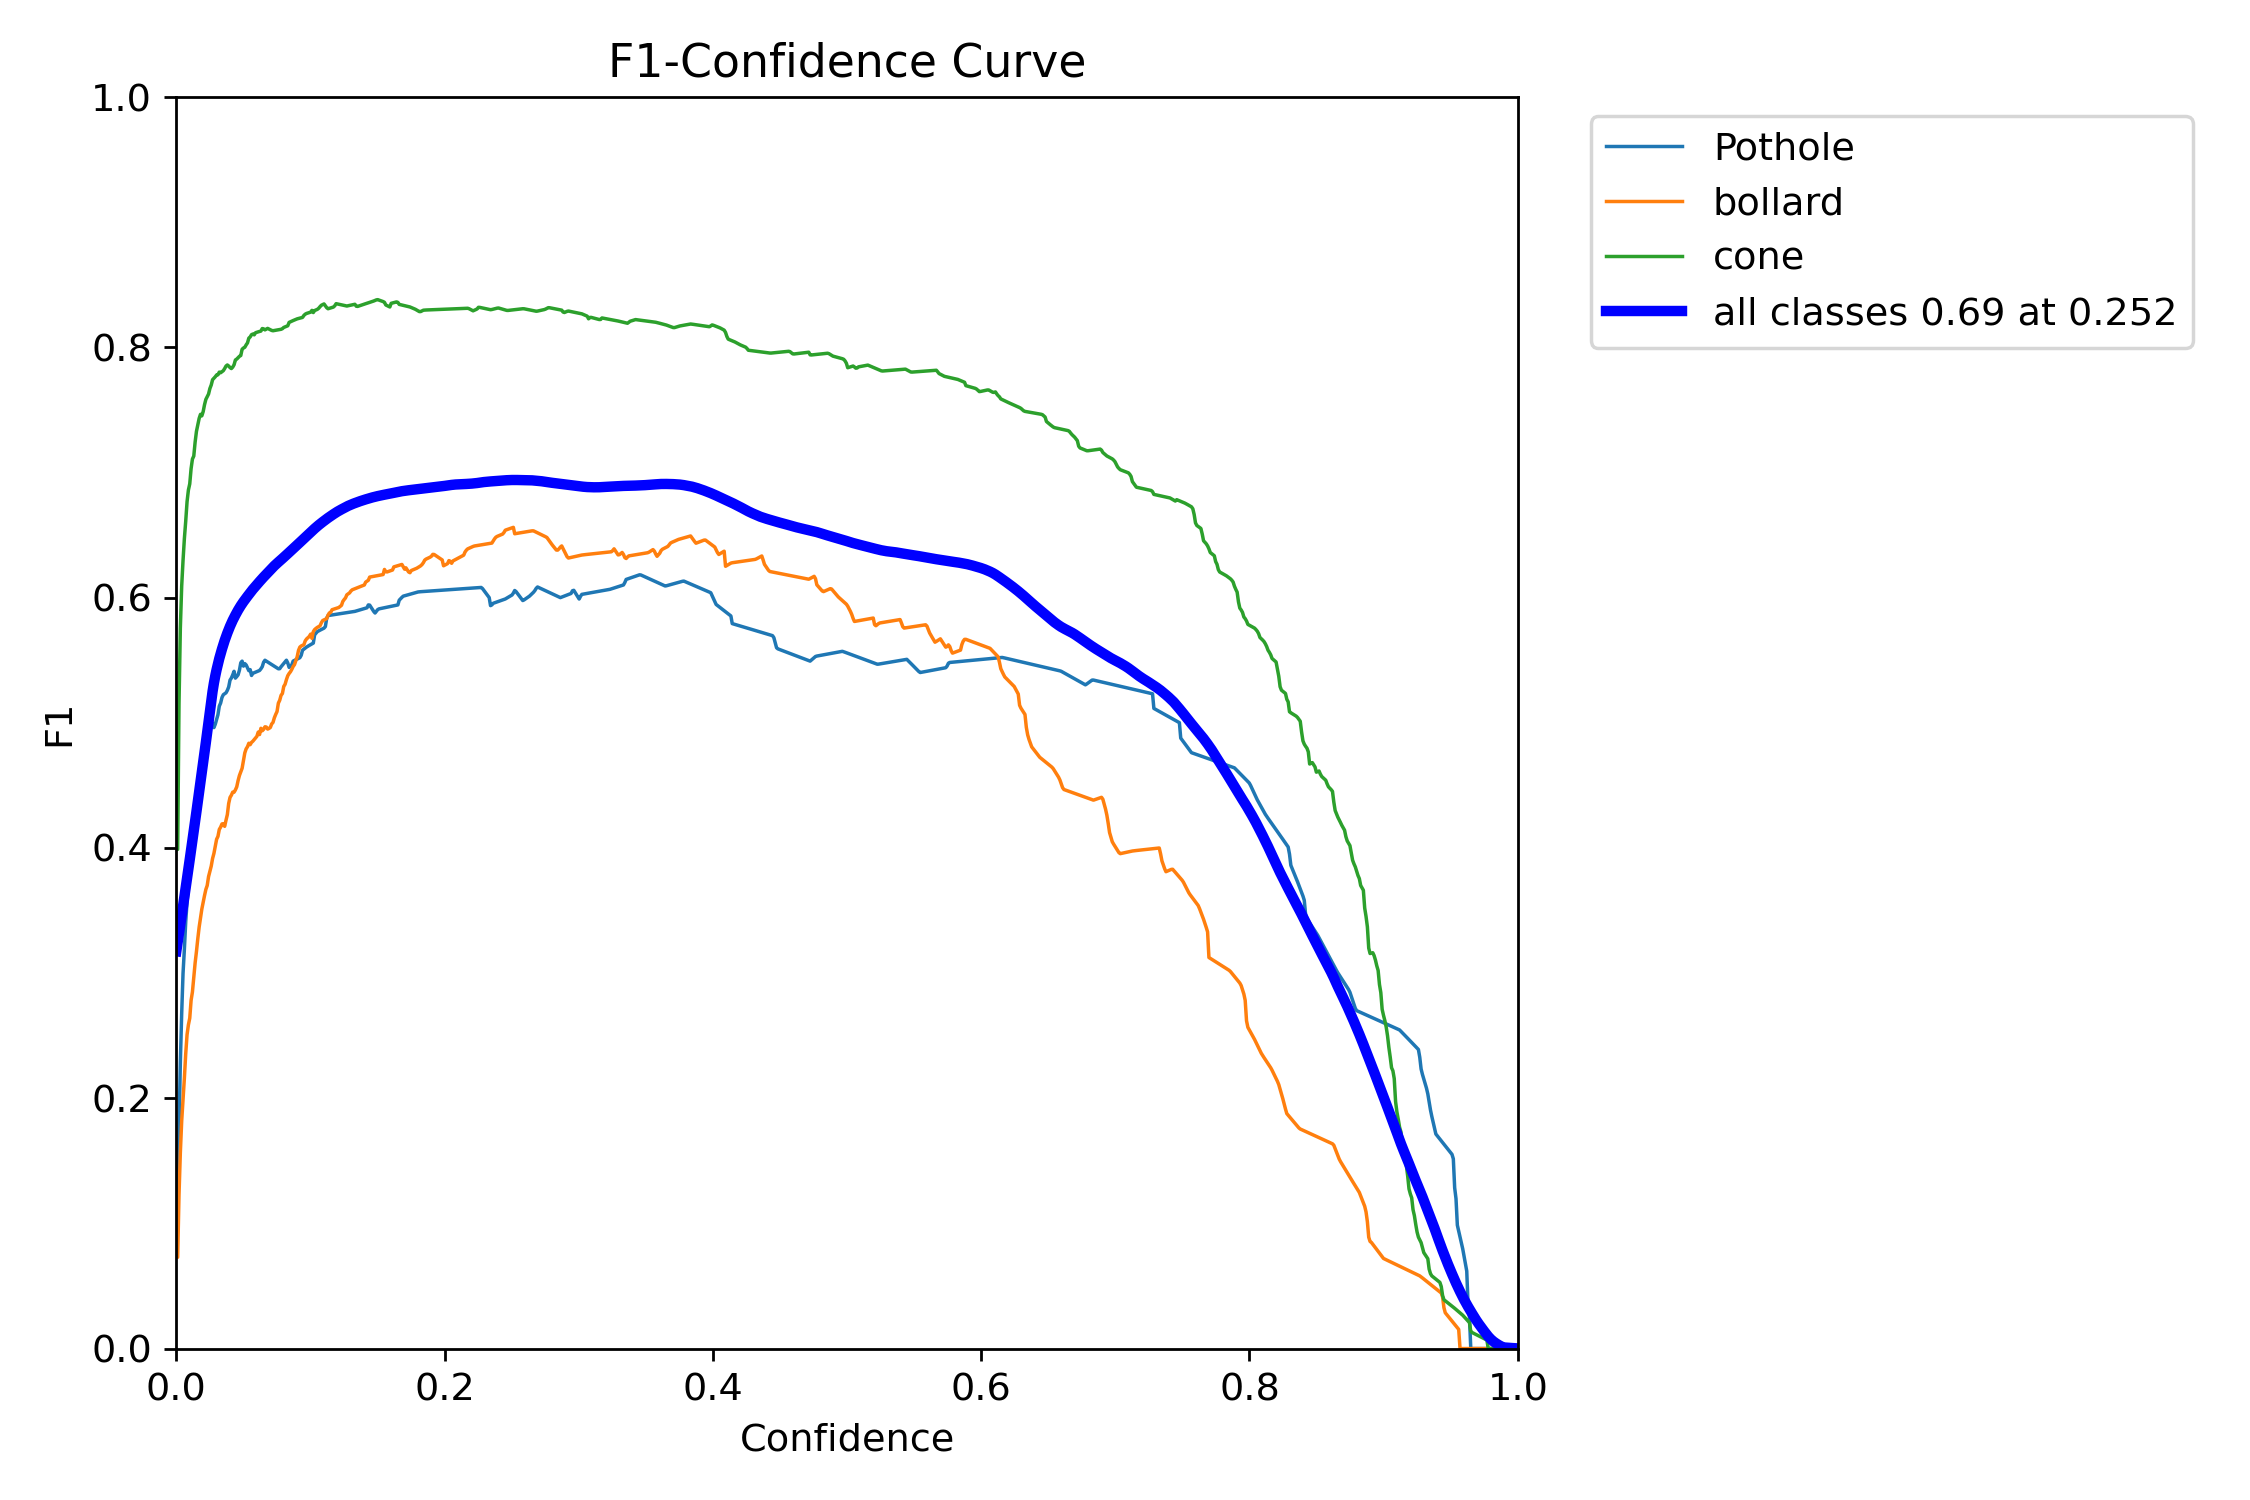 F1-Confidence Curve
1.0
0.8
0.6
0.4
0.2
0.0
F1
0.0 0.2 0.4 0.6 0.8 1.0
Confidence
Pothole
bollard
cone
all classes 0.69 at 0.252